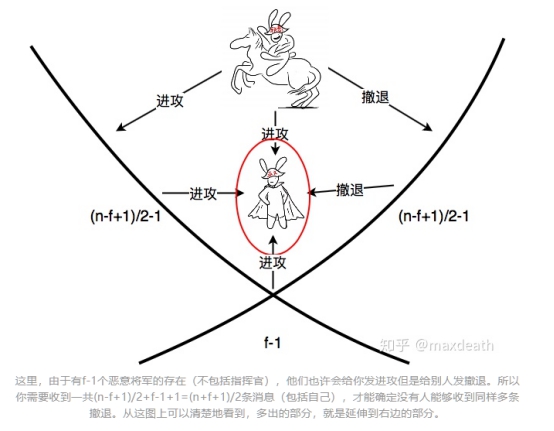 进攻
撤退
进攻
进攻
撤退
(n-f+1)/2-1
(n-f+1)/2-1
进攻
f-1
知乎 @maxdeath
这里，由于有f-1个恶意将军的存在（不包括指挥官），他们也许会给你发进攻但是给别人发撤退。所以
你需要收到一共(n-f+1)/2+f-1+1=(n+f+1)/2条消息（包括自己），才能确定没有人能够收到同样多条
撤退。从这图上可以清楚地看到，多出的部分，就是延伸到右边的部分。